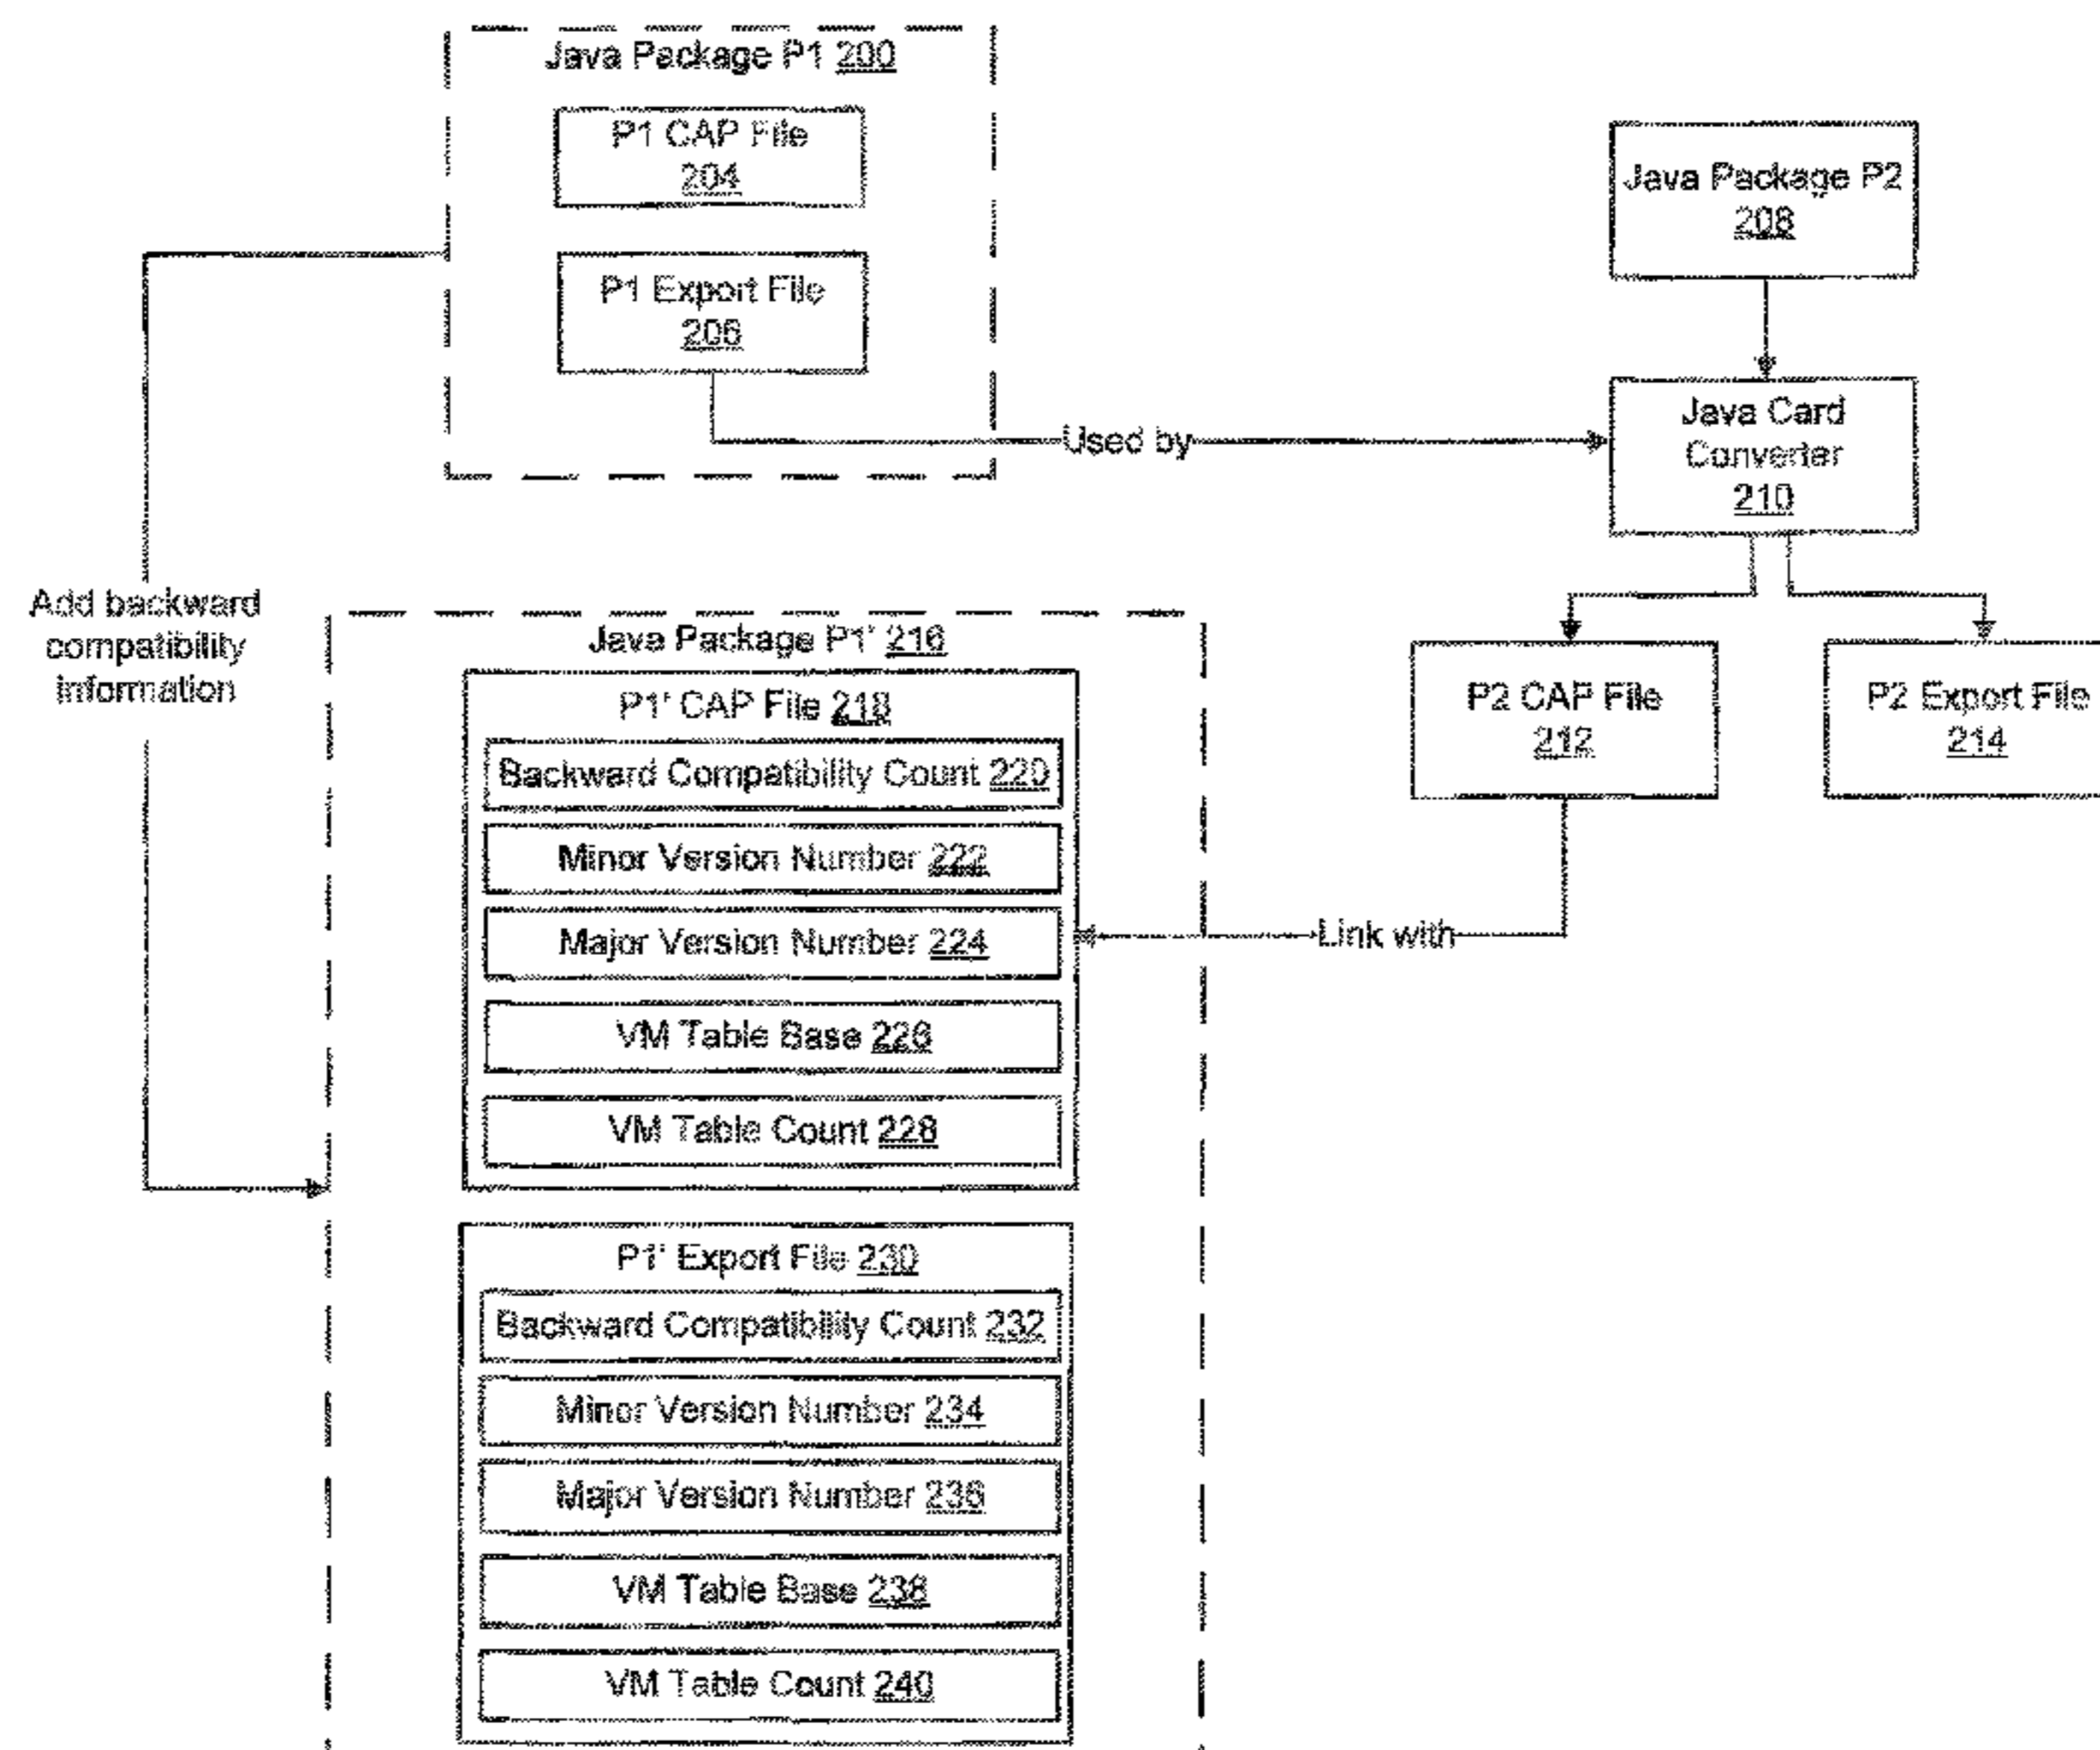 Java Package P1 200
P1 CAP File
204
P1 Export File
206
Used by
Java Package P2
208
Java Card
Converter
210
P2 CAP File
212
P2 Export File
214
Add backward
compatibility
information
Java Package P1' 216
P1' CAP File 218
Backward Compatibility Count 220
Minor Version Number 222
Major Version Number 224
VM Table Base 226
VM Table Count 228
Link with
P1' Export File 230
Backward Compatibility Count 232
Minor Version Number 234
Major Version Number 236
VM Table Base 238
VM Table Count 240